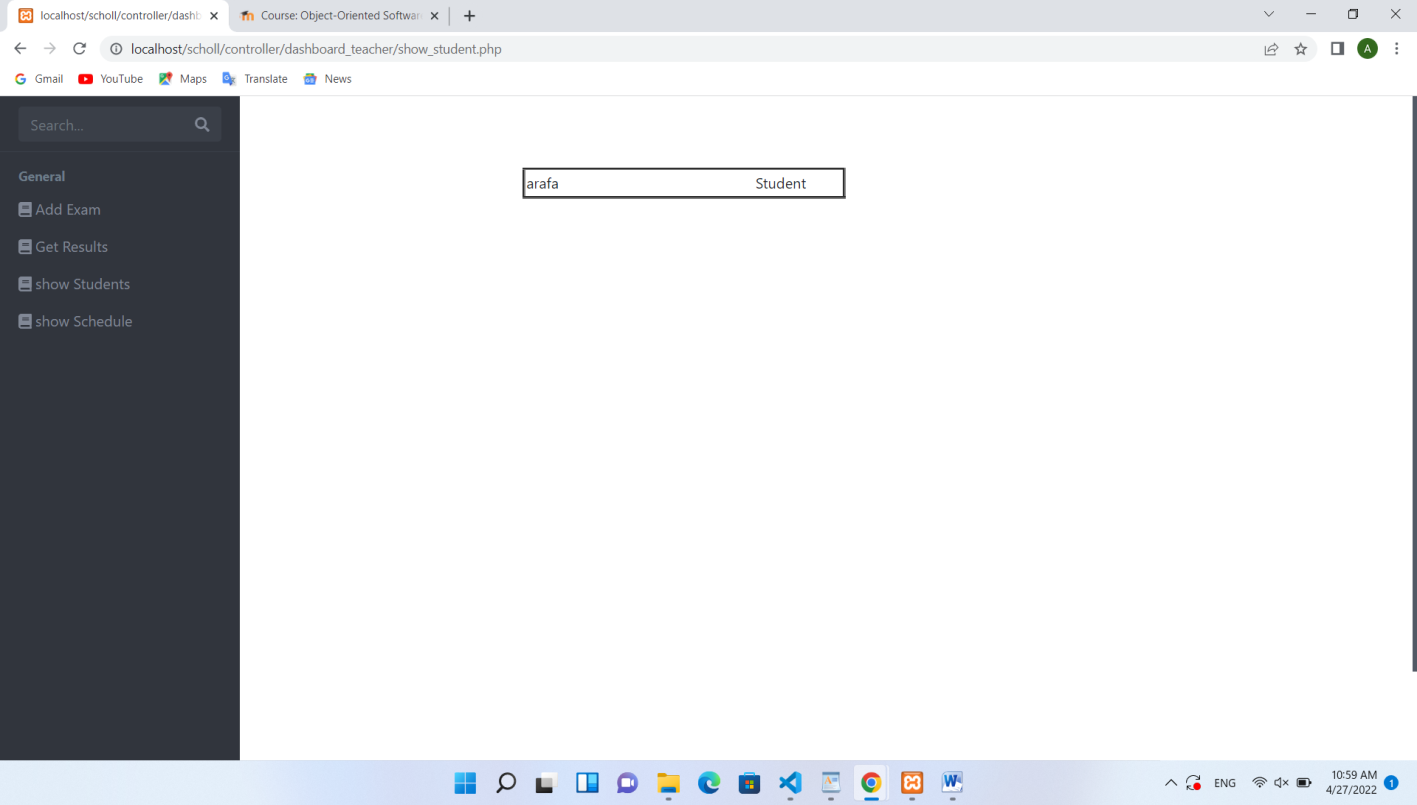 localhost/scholl/controller/dashb
Course: Object-Oriented Softwar
localhost/scholl/controller/dashboard_teacher/show_student.php
A
Gmail YouTube Maps Translate News
Search...
General
Add Exam
Get Results
show Students
show Schedule
arafa Student
ENG
10:59 AM
4/27/2022
1